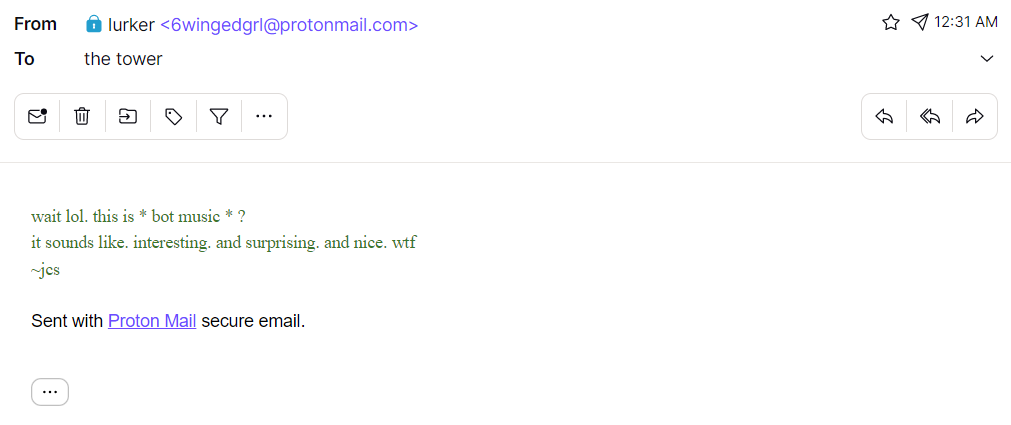 From lurker <6wingedgrl@protonmail.com> 12:31 AM
To the tower
wait lol. this is * bot music * ?
it sounds like. interesting. and surprising. and nice. wtf
~jcs
Sent with Proton Mail secure email.